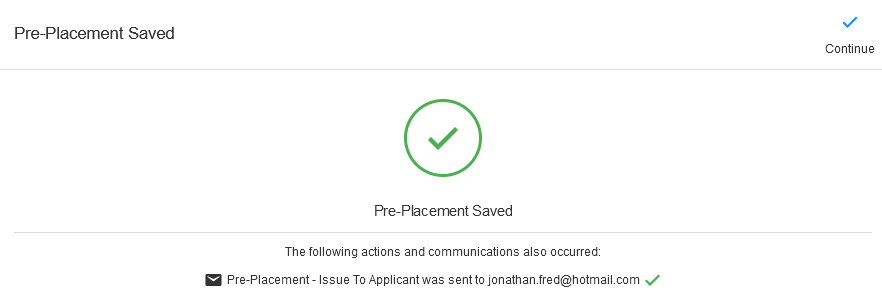 Pre-Placement Saved
Continue
Pre-Placement Saved
The following actions and communications also occurred:
Pre-Placement - Issue To Applicant was sent to jonathan.fred@hotmail.com